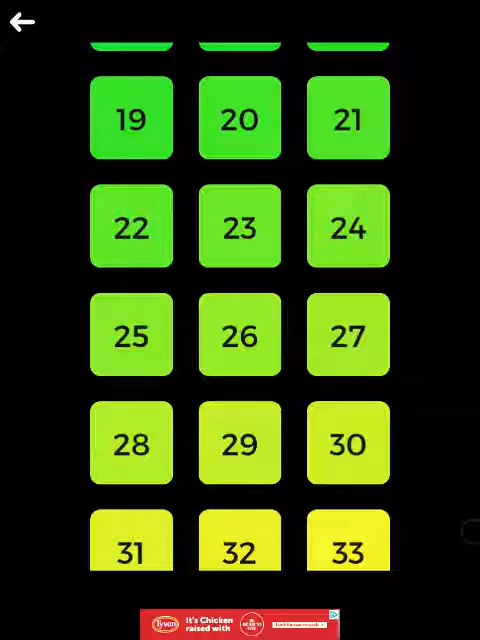 19 20 21
22 23 24
25 26 27
28 29 30
31 32 33
Tyson
It's Chicken
raised with